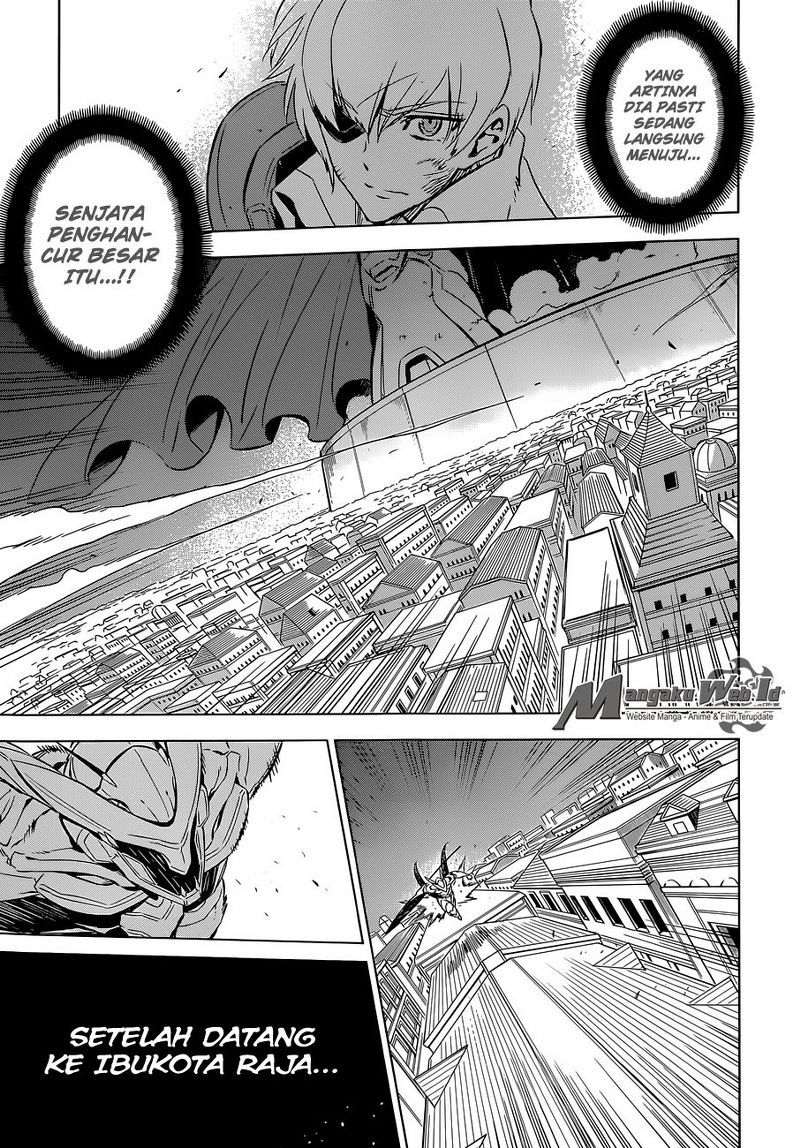 YANG
ARTINYA
DIA PASTI
SEDANG
LANGSUNG
MENUJU...
SENJATA
PENGHAN-
CUR BESAR
ITU...!!
Mangaku.Web.Id
Website Manga - Anime & Film Terupdate
SETELAH DATANG
KE IBUKOTA RAJA...